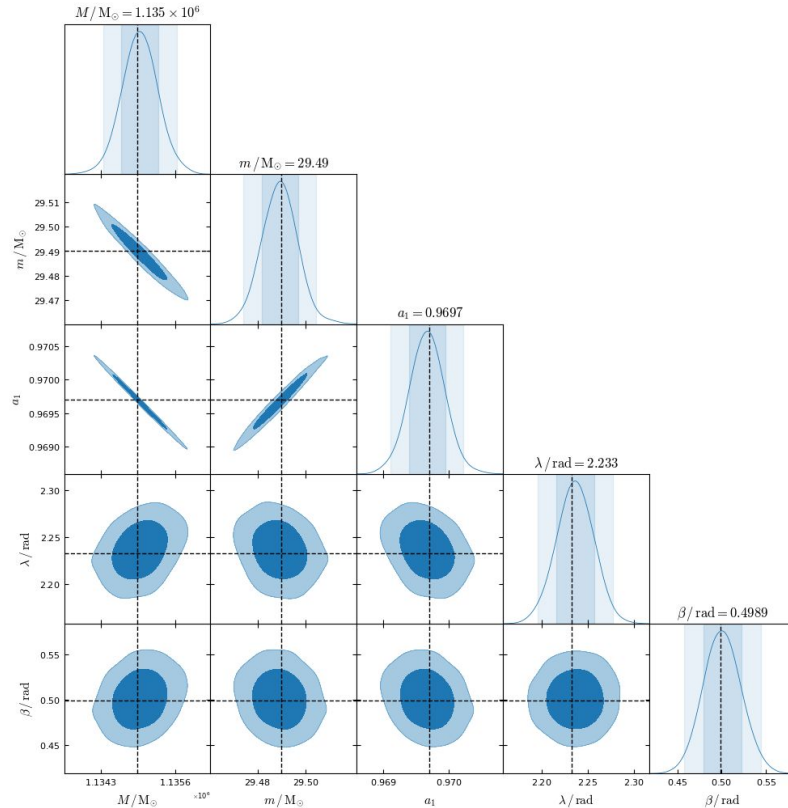 M/M⊙ = 1.135 × 10⁶
m/M⊙ = 29.49
29.51
29.50
29.49
29.48
29.47
m/M⊙
a₁ = 0.9697
0.9705
0.9700
0.9695
0.9690
a₁
λ/rad = 2.233
2.30
2.25
2.20
λ/rad
β/rad = 0.4989
0.55
0.50
0.45
β/rad
1.1343 1.1356 29.48 29.50 0.969 0.970 2.20 2.25 2.30 0.45 0.50 0.55
M/M⊙ ×10⁶ m/M⊙ a₁ λ/rad β/rad